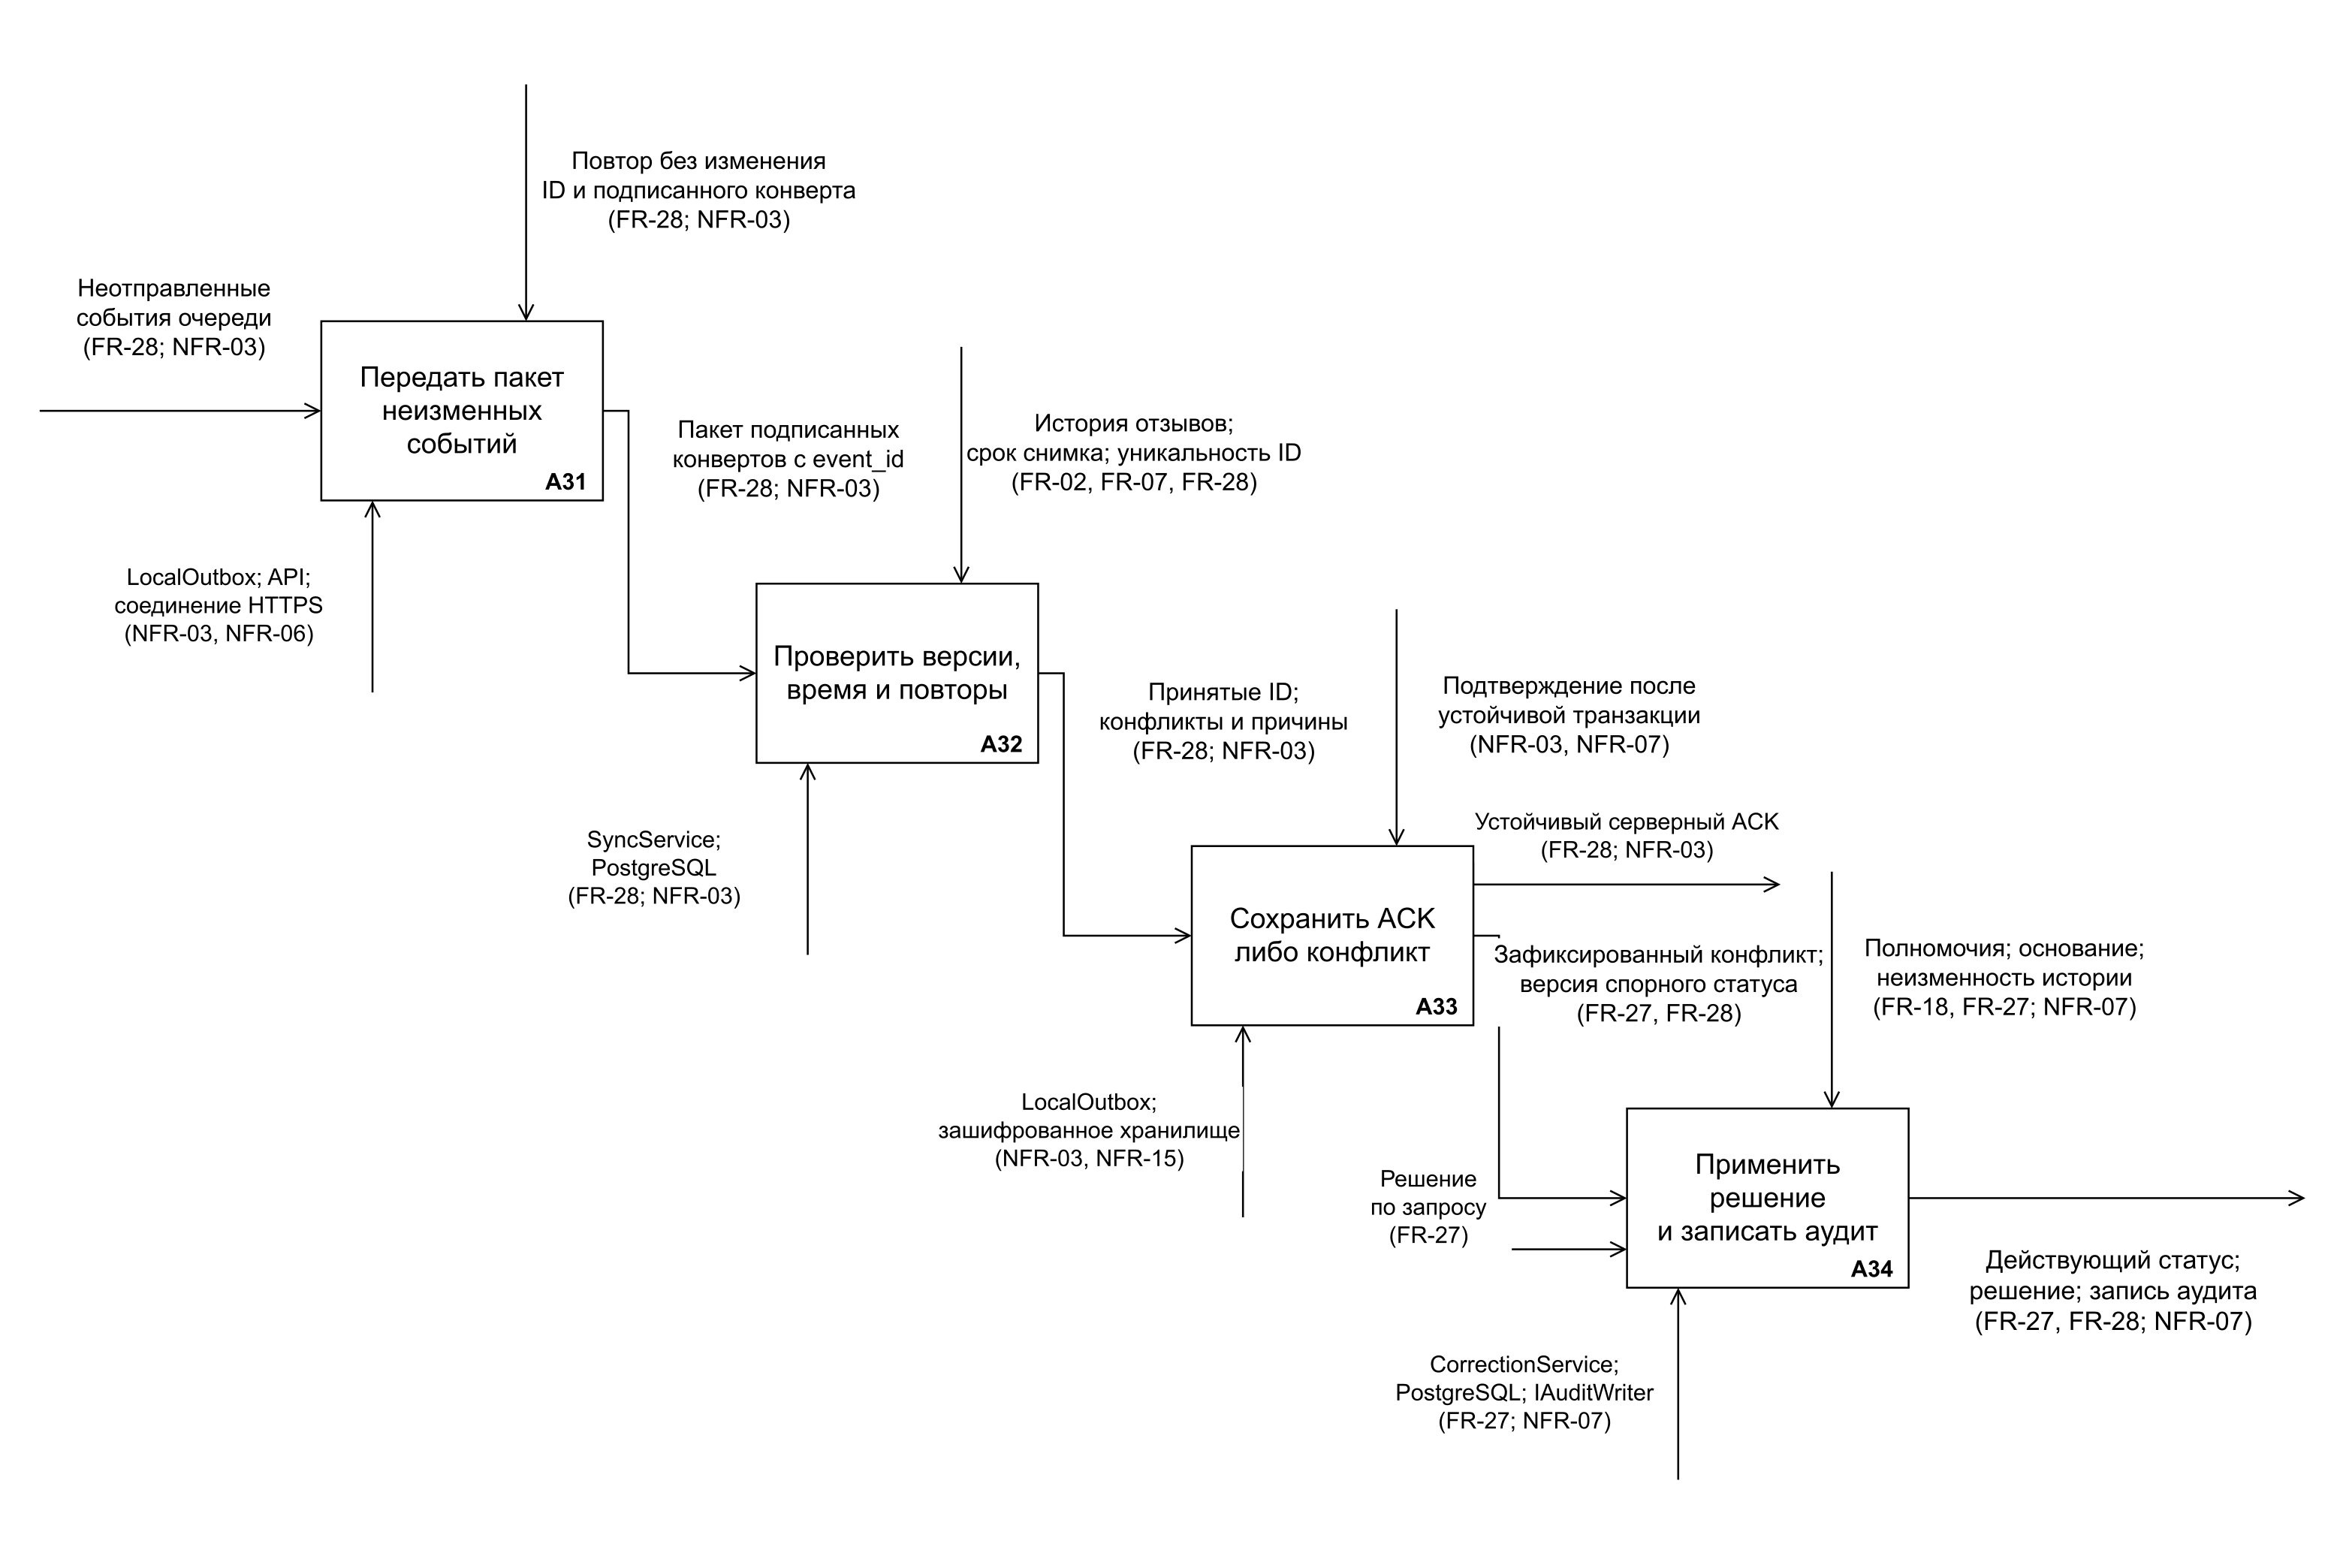 Повтор без изменения
ID и подписанного конверта
(FR-28; NFR-03)
Неотправленные
события очереди
(FR-28; NFR-03)
Передать пакет
неизменных
событий
A31
Пакет подписанных
конвертов с event_id
(FR-28; NFR-03)
История отзывов;
срок снимка; уникальность ID
(FR-02, FR-07, FR-28)
LocalOutbox; API;
соединение HTTPS
(NFR-03, NFR-06)
Проверить версии,
время и повторы
A32
Принятые ID;
конфликты и причины
(FR-28; NFR-03)
Подтверждение после
устойчивой транзакции
(NFR-03, NFR-07)
SyncService;
PostgreSQL
(FR-28; NFR-03)
Устойчивый серверный ACK
(FR-28; NFR-03)
Сохранить ACK
либо конфликт
A33
Зафиксированный конфликт;
версия спорного статуса
(FR-27, FR-28)
Полномочия; основание;
неизменность истории
(FR-18, FR-27; NFR-07)
LocalOutbox;
зашифрованное хранилище
(NFR-03, NFR-15)
Решение
по запросу
(FR-27)
Применить
решение
и записать аудит
A34
Действующий статус;
решение; запись аудита
(FR-27, FR-28; NFR-07)
CorrectionService;
PostgreSQL; IAuditWriter
(FR-27; NFR-07)